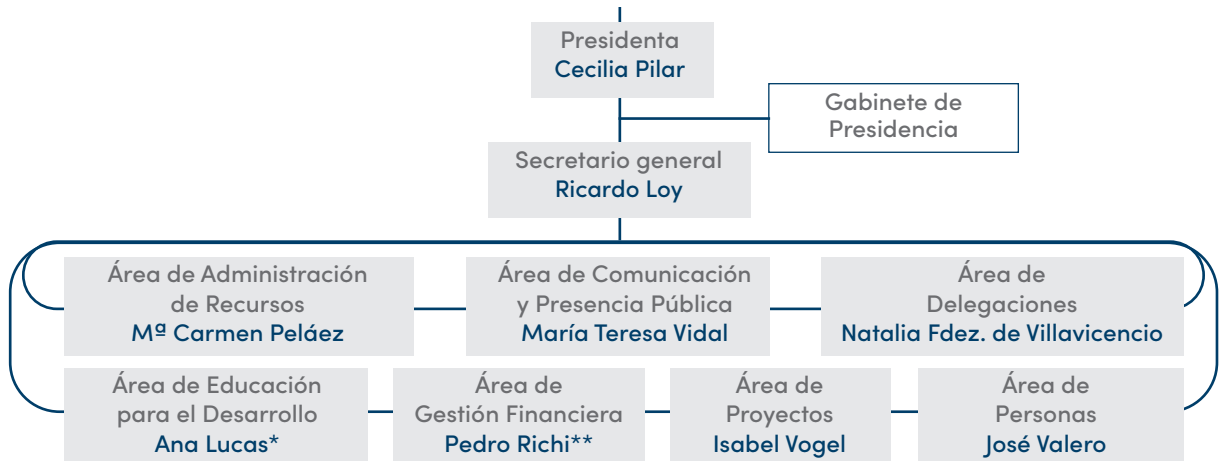 Presidenta
Cecilia Pilar
Gabinete de
Presidencia
Secretario general
Ricardo Loy
Área de Administración
de Recursos
Mª Carmen Peláez
Área de Comunicación
y Presencia Pública
María Teresa Vidal
Área de
Delegaciones
Natalia Fdez. de Villavicencio
Área de Educación
para el Desarrollo
Ana Lucas*
Área de
Gestión Financiera
Pedro Richi**
Área de
Proyectos
Isabel Vogel
Área de
Personas
José Valero